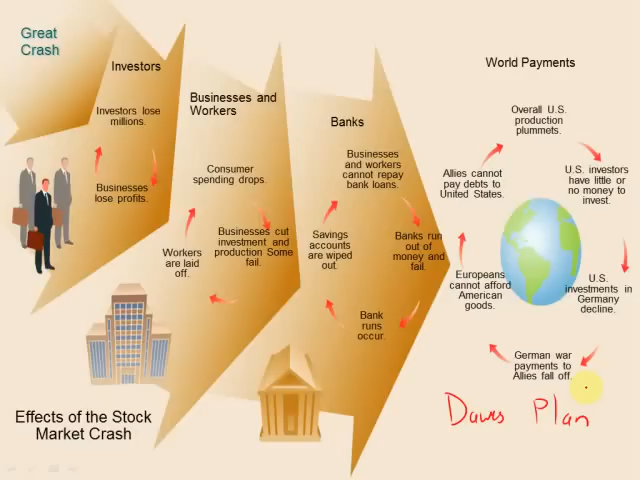 Great
Crash
Investors
Investors lose
millions.
Businesses
lose profits.
Businesses and
Workers
Consumer
spending drops.
Businesses cut
investment and
production Some
fail.
Workers
are laid
off.
Banks
Businesses
and workers
cannot repay
bank loans.
Banks run
out of
money and
fail.
Bank
runs
occur.
Savings
accounts
are wiped
out.
World Payments
Overall U.S.
production
plummets.
U.S. investors
have little or
no money to
invest.
U.S.
investments in
Germany
decline.
German war
payments to
Allies fall off.
Europeans
cannot afford
American
goods.
Allies cannot
pay debts to
United States.
Effects of the Stock
Market Crash
Dawes Plan